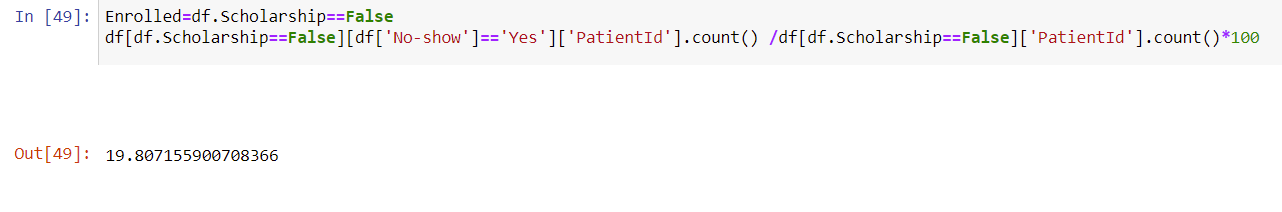 In [49]: Enrolled=df.Scholarship==False
df[df.Scholarship==False][df['No-show']=='Yes']['PatientId'].count() /df[df.Scholarship==False]['PatientId'].count()*100
Out[49]: 19.807155900708366